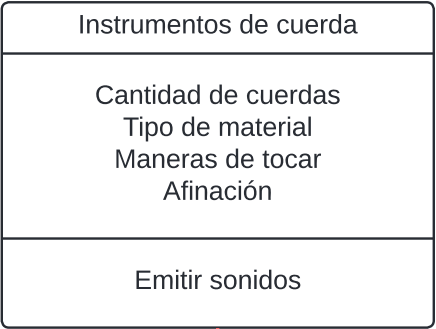 Instrumentos de cuerda
Cantidad de cuerdas
Tipo de material
Maneras de tocar
Afinación
Emitir sonidos